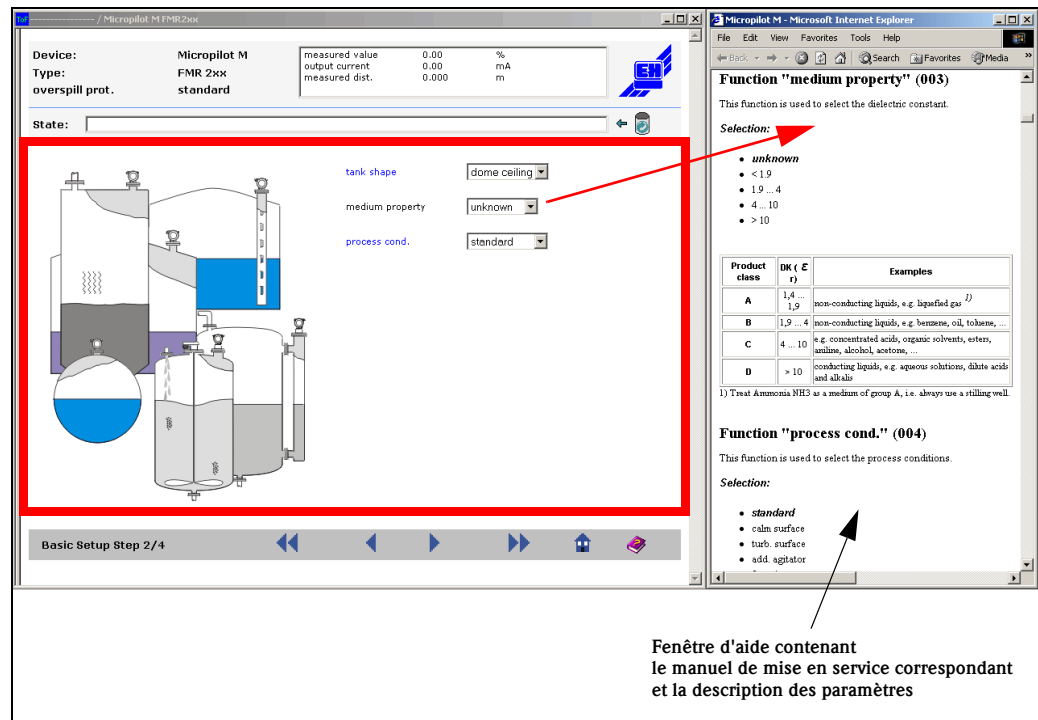 ToF ---------------- / Micropilot M FMR2xx
Device: Micropilot M
Type: FMR 2xx
overspill prot. standard
measured value 0.00 %
output current 0.00 mA
measured dist. 0.000 m
EH
State:
tank shape dome ceiling
medium property unknown
process cond. standard
Basic Setup Step 2/4
Micropilot M - Microsoft Internet Explorer
File Edit View Favorites Tools Help
Back Search Favorites Media »
Function "medium property" (003)
This function is used to select the dielectric constant.
Selection:
• unknown
• < 1.9
• 1.9 ... 4
• 4 ... 10
• > 10
Product class DK ( ε r) Examples
A 1,4 ... 1,9 non-conducting liquids, e.g. liquefied gas 1)
B 1,9 ... 4 non-conducting liquids, e.g. benzene, oil, toluene, ...
C 4 ... 10 e.g. concentrated acids, organic solvents, esters, aniline, alcohol, acetone, ...
D > 10 conducting liquids, e.g. aqueous solutions, dilute acids and alkalis
1) Treat Ammonia NH3 as a medium of group A, i.e. always use a stilling well.
Function "process cond." (004)
This function is used to select the process conditions.
Selection:
• standard
• calm surface
• turb. surface
• add. agitator
Fenêtre d'aide contenant
le manuel de mise en service correspondant
et la description des paramètres